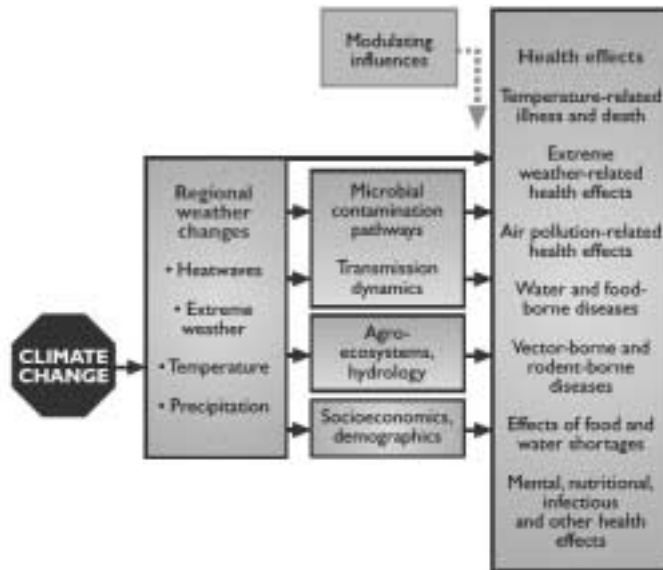 Modulating
influences
Health effects
Temperature-related
illness and death
Extreme
weather-related
health effects
Air pollution-related
health effects
Water and food-
borne diseases
Vector-borne and
rodent-borne
diseases
Effects of food and
water shortages
Mental, nutritional,
infectious
and other health
effects
Regional
weather
changes
• Heatwaves
• Extreme
weather
• Temperature
• Precipitation
Microbial
contamination
pathways
Transmission
dynamics
Agro-
ecosystems,
hydrology
Socioeconomics,
demographics
CLIMATE
CHANGE